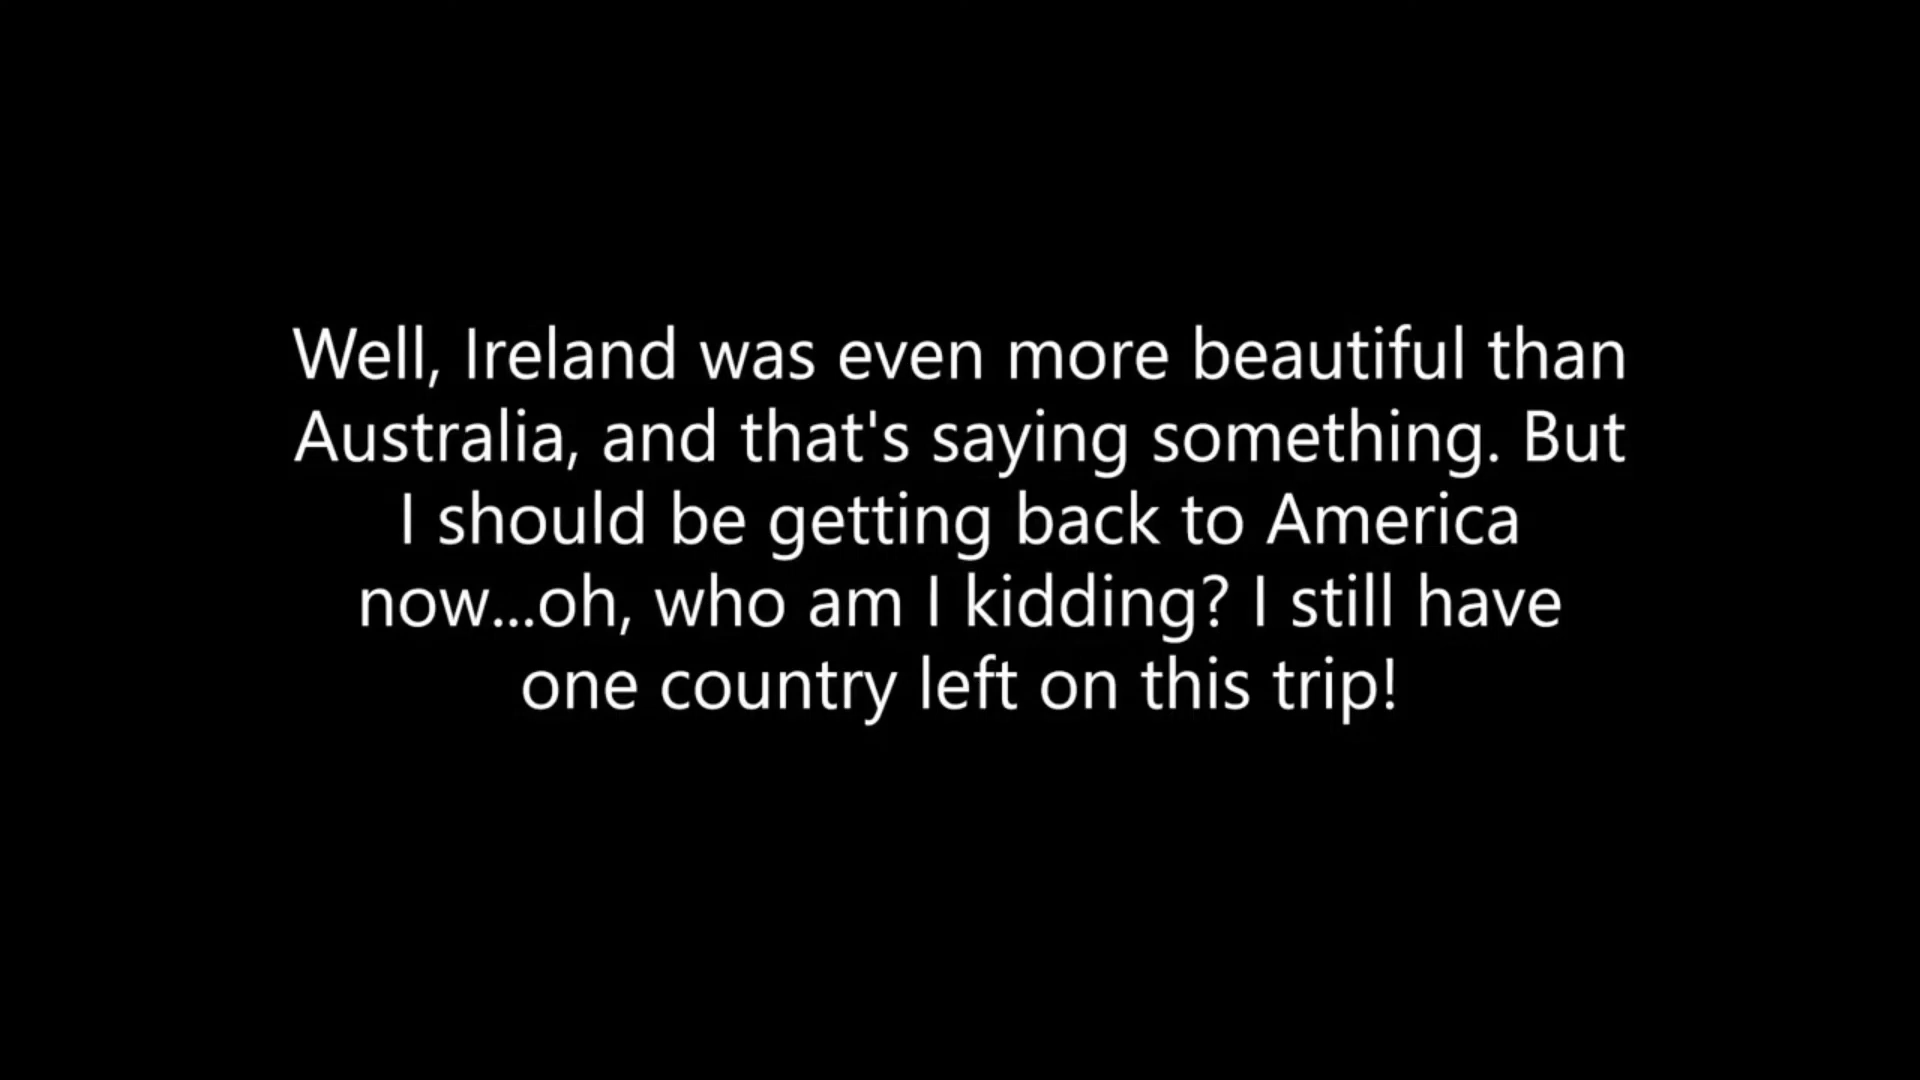 Well, Ireland was even more beautiful than
Australia, and that's saying something. But
I should be getting back to America
now...oh, who am I kidding? I still have
one country left on this trip!